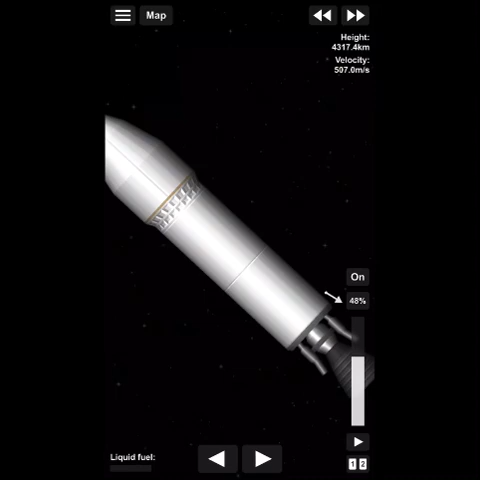 Map
Height:
4317.4km
Velocity:
507.0m/s
On
48%
Liquid fuel:
1 2